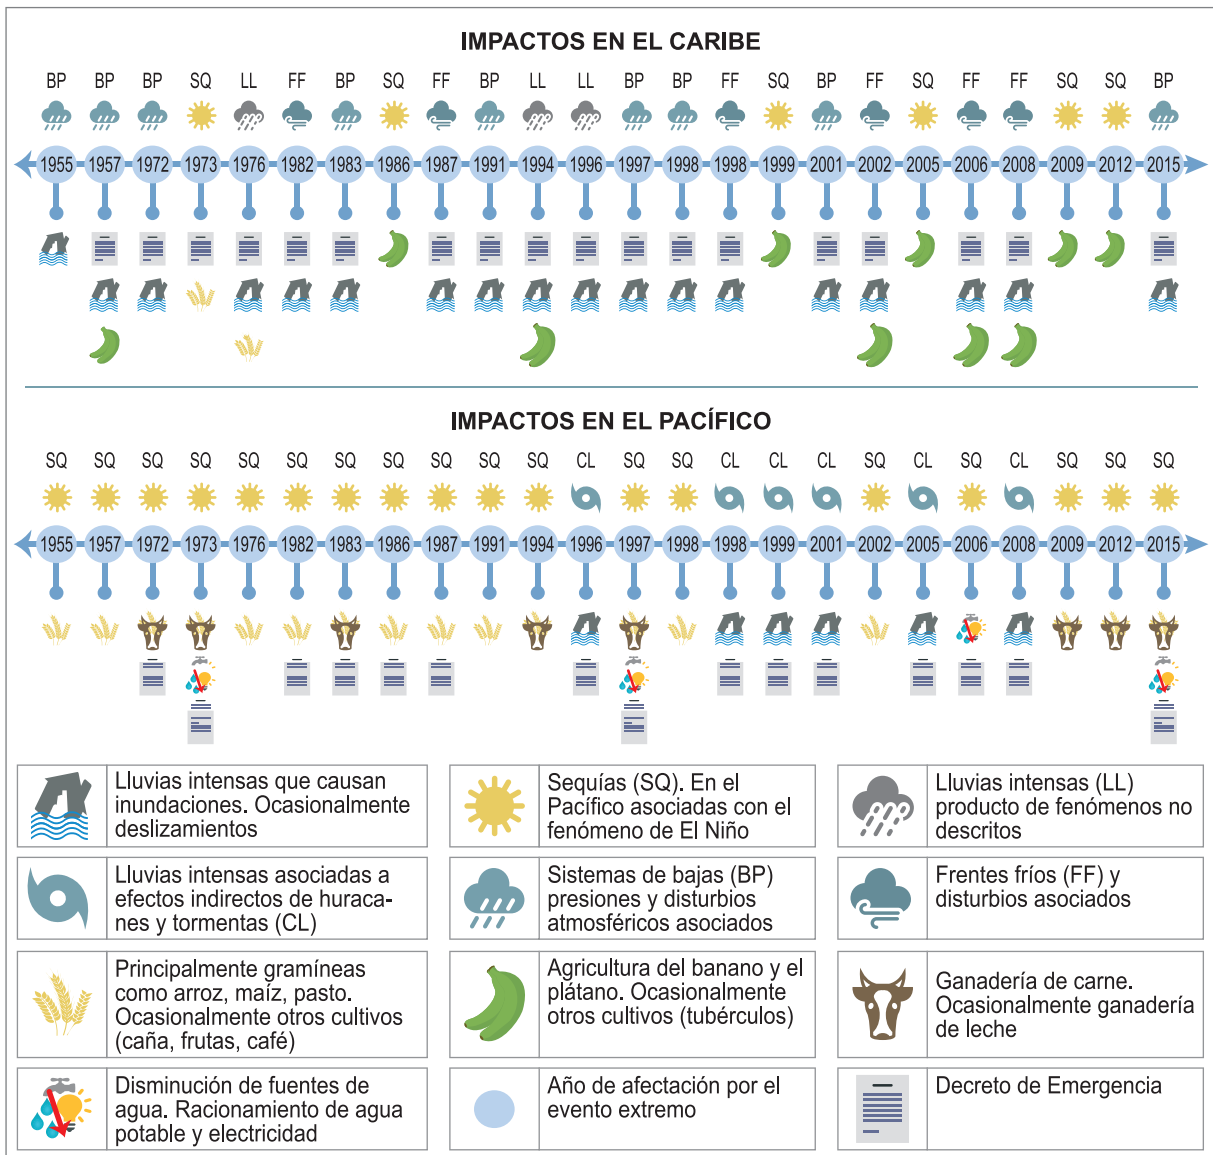 IMPACTOS EN EL CARIBE
BP BP BP SQ LL FF BP SQ FF BP LL LL BP BP FF SQ BP FF SQ FF FF SQ SQ BP
1955 1957 1972 1973 1976 1982 1983 1986 1987 1991 1994 1996 1997 1998 1998 1999 2001 2002 2005 2006 2008 2009 2012 2015
IMPACTOS EN EL PACÍFICO
SQ SQ SQ SQ SQ SQ SQ SQ SQ SQ SQ CL SQ SQ CL CL CL SQ CL SQ CL SQ SQ SQ
1955 1957 1972 1973 1976 1982 1983 1986 1987 1991 1994 1996 1997 1998 1998 1999 2001 2002 2005 2006 2008 2009 2012 2015
Lluvias intensas que causan
inundaciones. Ocasionalmente
deslizamientos
Sequías (SQ). En el
Pacífico asociadas con el
fenómeno de El Niño
Lluvias intensas (LL)
producto de fenómenos no
descritos
Lluvias intensas asociadas a
efectos indirectos de huraca-
nes y tormentas (CL)
Sistemas de bajas (BP)
presiones y disturbios
atmosféricos asociados
Frentes fríos (FF) y
disturbios asociados
Principalmente gramíneas
como arroz, maíz, pasto.
Ocasionalmente otros cultivos
(caña, frutas, café)
Agricultura del banano y el
plátano. Ocasionalmente
otros cultivos (tubérculos)
Ganadería de carne.
Ocasionalmente ganadería
de leche
Disminución de fuentes de
agua. Racionamiento de agua
potable y electricidad
Año de afectación por el
evento extremo
Decreto de Emergencia